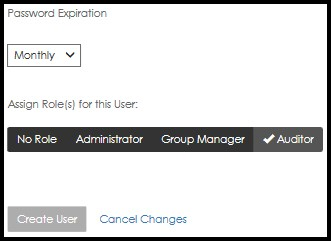 Password Expiration
Monthly
Assign Role(s) for this User:
No Role Administrator Group Manager Auditor
Create User Cancel Changes